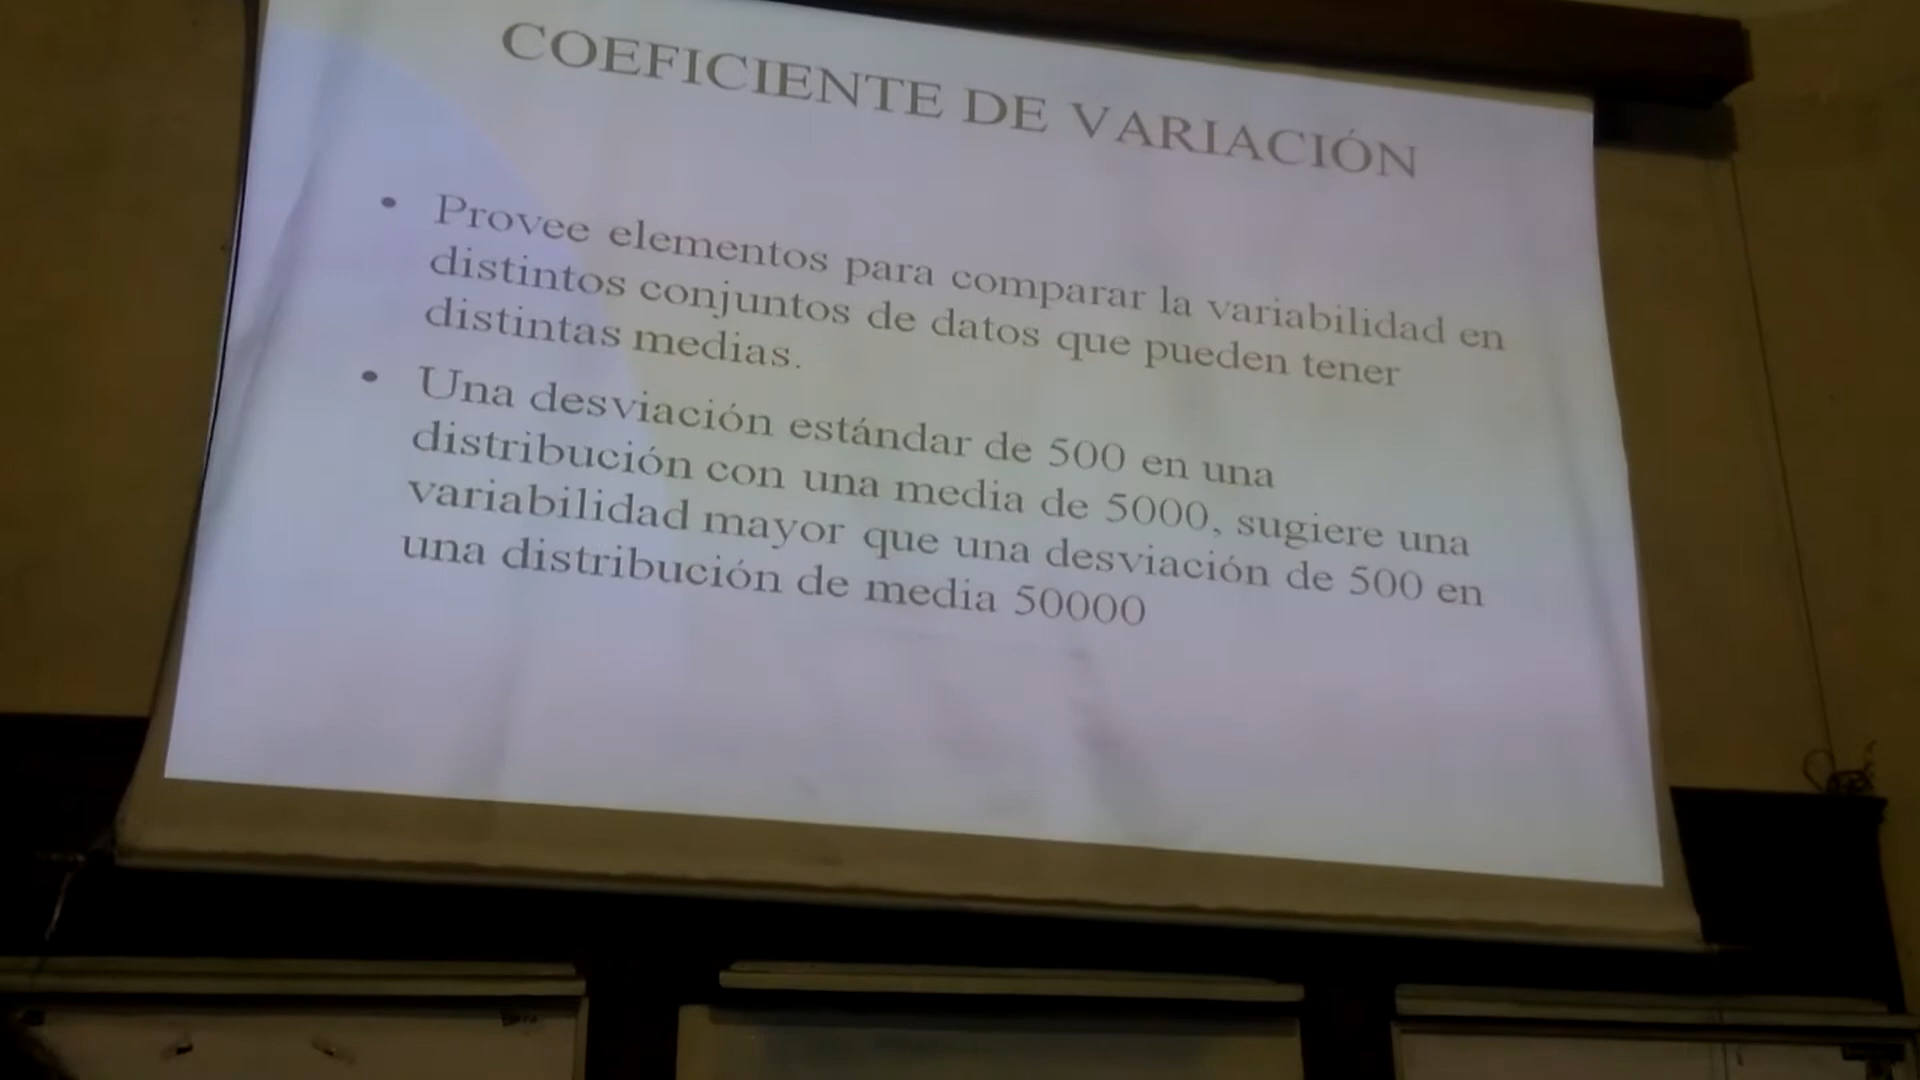 COEFICIENTE DE VARIACIÓN
• Provee elementos para comparar la variabilidad en
distintos conjuntos de datos que pueden tener
distintas medias.
• Una desviación estándar de 500 en una
distribución con una media de 5000, sugiere una
variabilidad mayor que una desviación de 500 en
una distribución de media 50000